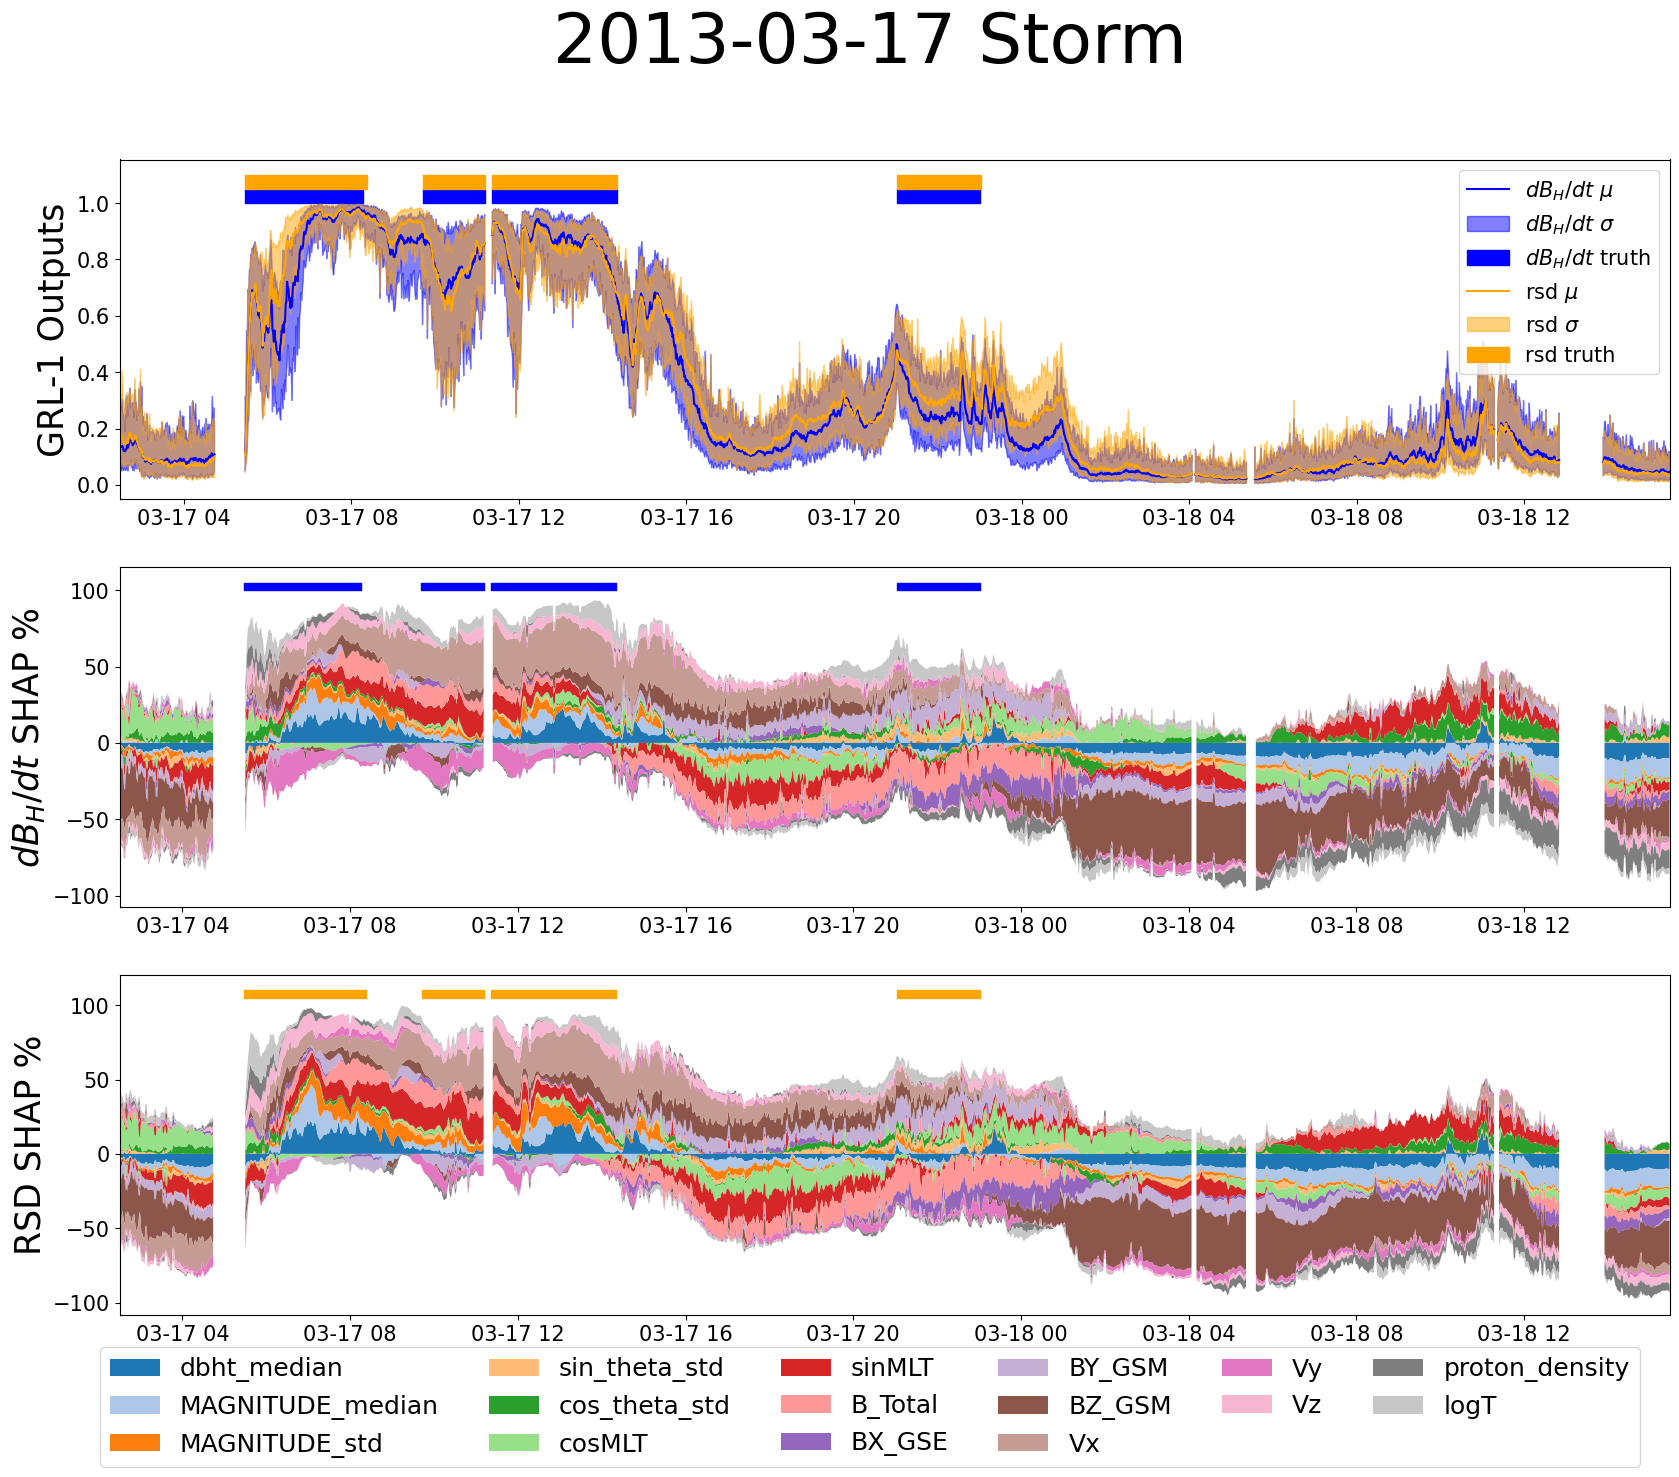 2013-03-17 Storm
GRL-1 Outputs
1.0
0.8
0.6
0.4
0.2
0.0
dB_H/dt μ
dB_H/dt σ
dB_H/dt truth
rsd μ
rsd σ
rsd truth
03-17 04 03-17 08 03-17 12 03-17 16 03-17 20 03-18 00 03-18 04 03-18 08 03-18 12
dB_H/dt SHAP %
100
50
0
−50
−100
03-17 04 03-17 08 03-17 12 03-17 16 03-17 20 03-18 00 03-18 04 03-18 08 03-18 12
RSD SHAP %
100
50
0
−50
−100
03-17 04 03-17 08 03-17 12 03-17 16 03-17 20 03-18 00 03-18 04 03-18 08 03-18 12
dbht_median sin_theta_std sinMLT BY_GSM Vy proton_density
MAGNITUDE_median cos_theta_std B_Total BZ_GSM Vz logT
MAGNITUDE_std cosMLT BX_GSE Vx